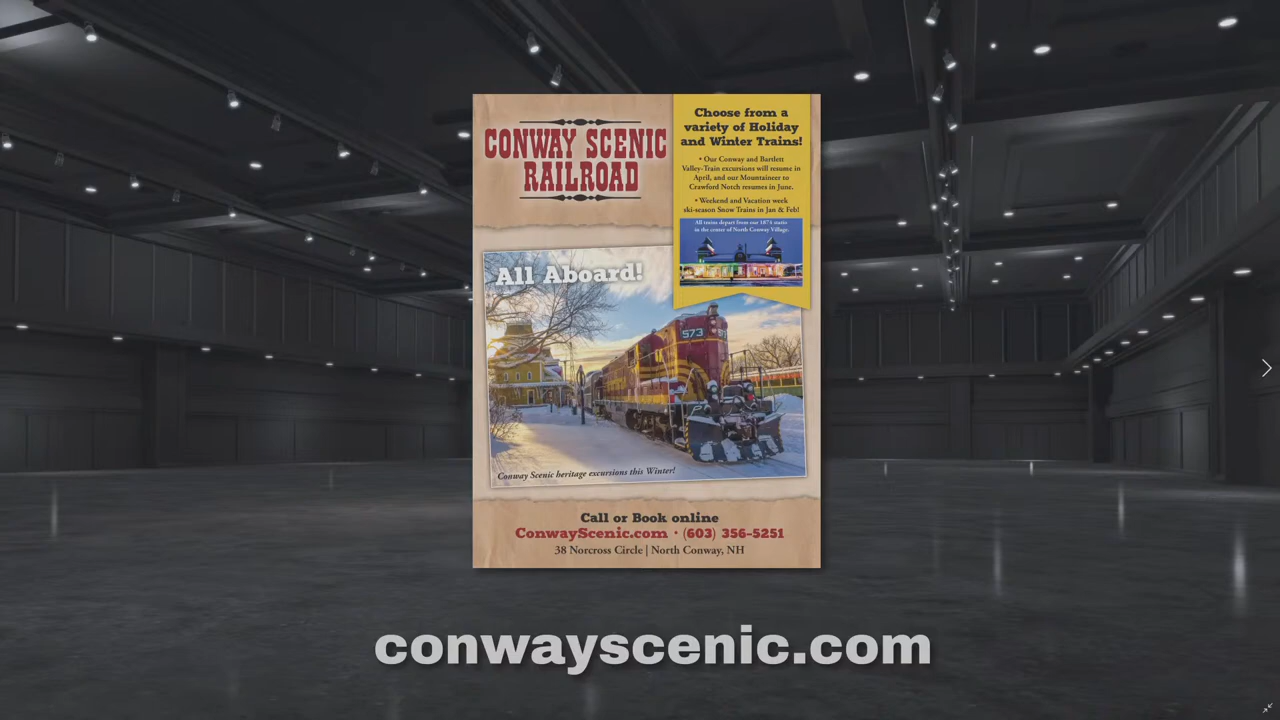 CONWAY SCENIC
RAILROAD
Choose from a
variety of Holiday
and Winter Trains!
• Our Conway and Bartlett
Valley-Train excursions will resume in
April, and our Mountaineer to
Crawford Notch resumes in June.
• Weekend and Vacation week
ski-season Snow Trains in Jan & Feb!
All trains depart from our 1874 station
in the center of North Conway Village.
All Aboard!
573
Conway Scenic heritage excursions this Winter!
Call or Book online
ConwayScenic.com • (603) 356-5251
38 Norcross Circle | North Conway, NH
conwayscenic.com